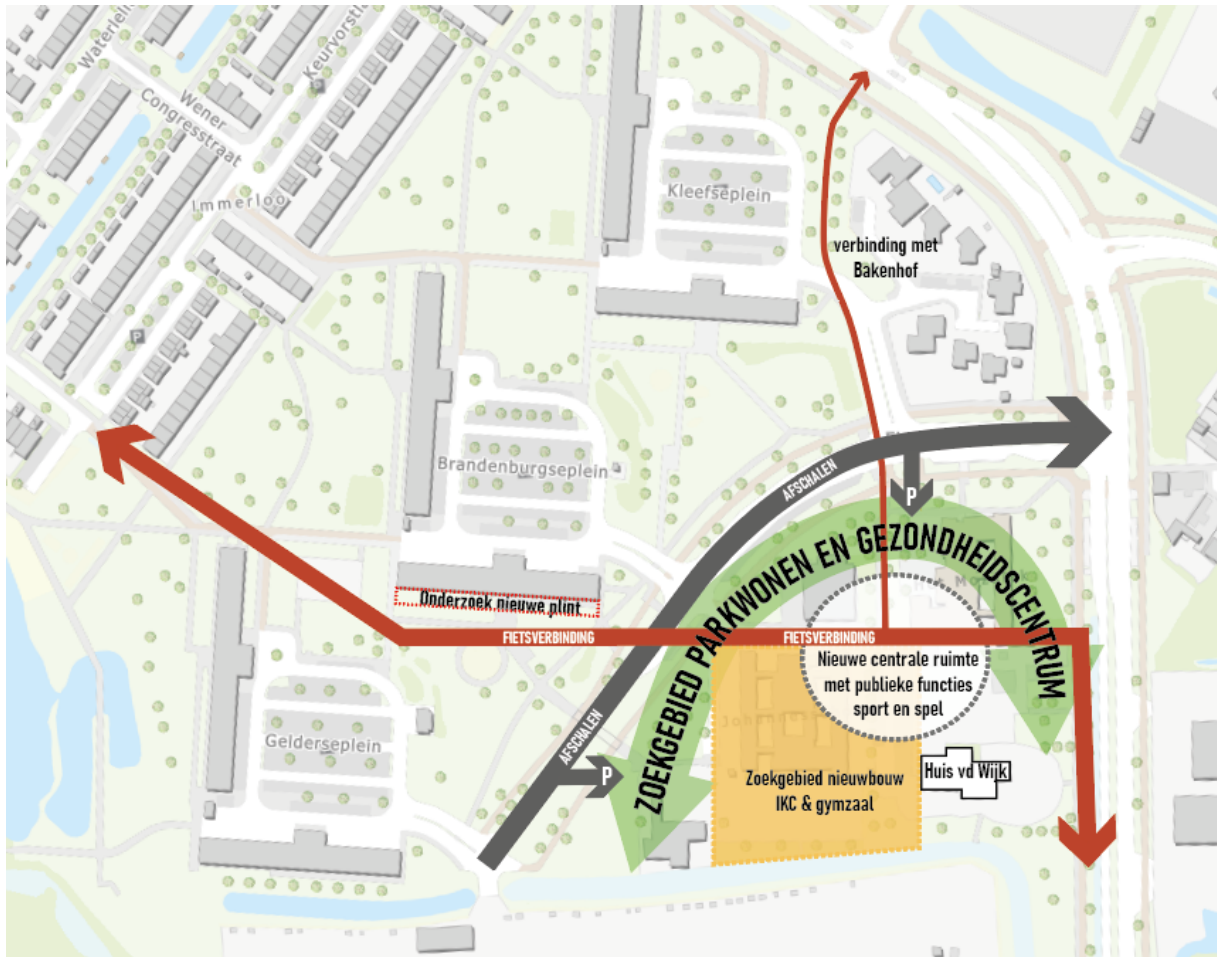 Keurvorst
Wener
Congresstraat
Immerloo
P
Kleefseplein
verbinding met
Bakenhof
Brandenburgseplein
AFSCHALEN
P
ZOEKGEBIED PARKWONEN EN GEZONDHEIDSCENTRUM
Onderzoek nieuwe plint
FIETSVERBINDING
FIETSVERBINDING
Nieuwe centrale ruimte
met publieke functies
sport en spel
Gelderseplein
AFSCHALEN
P
Zoekgebied nieuwbouw
IKC & gymzaal
Huis vd Wijk